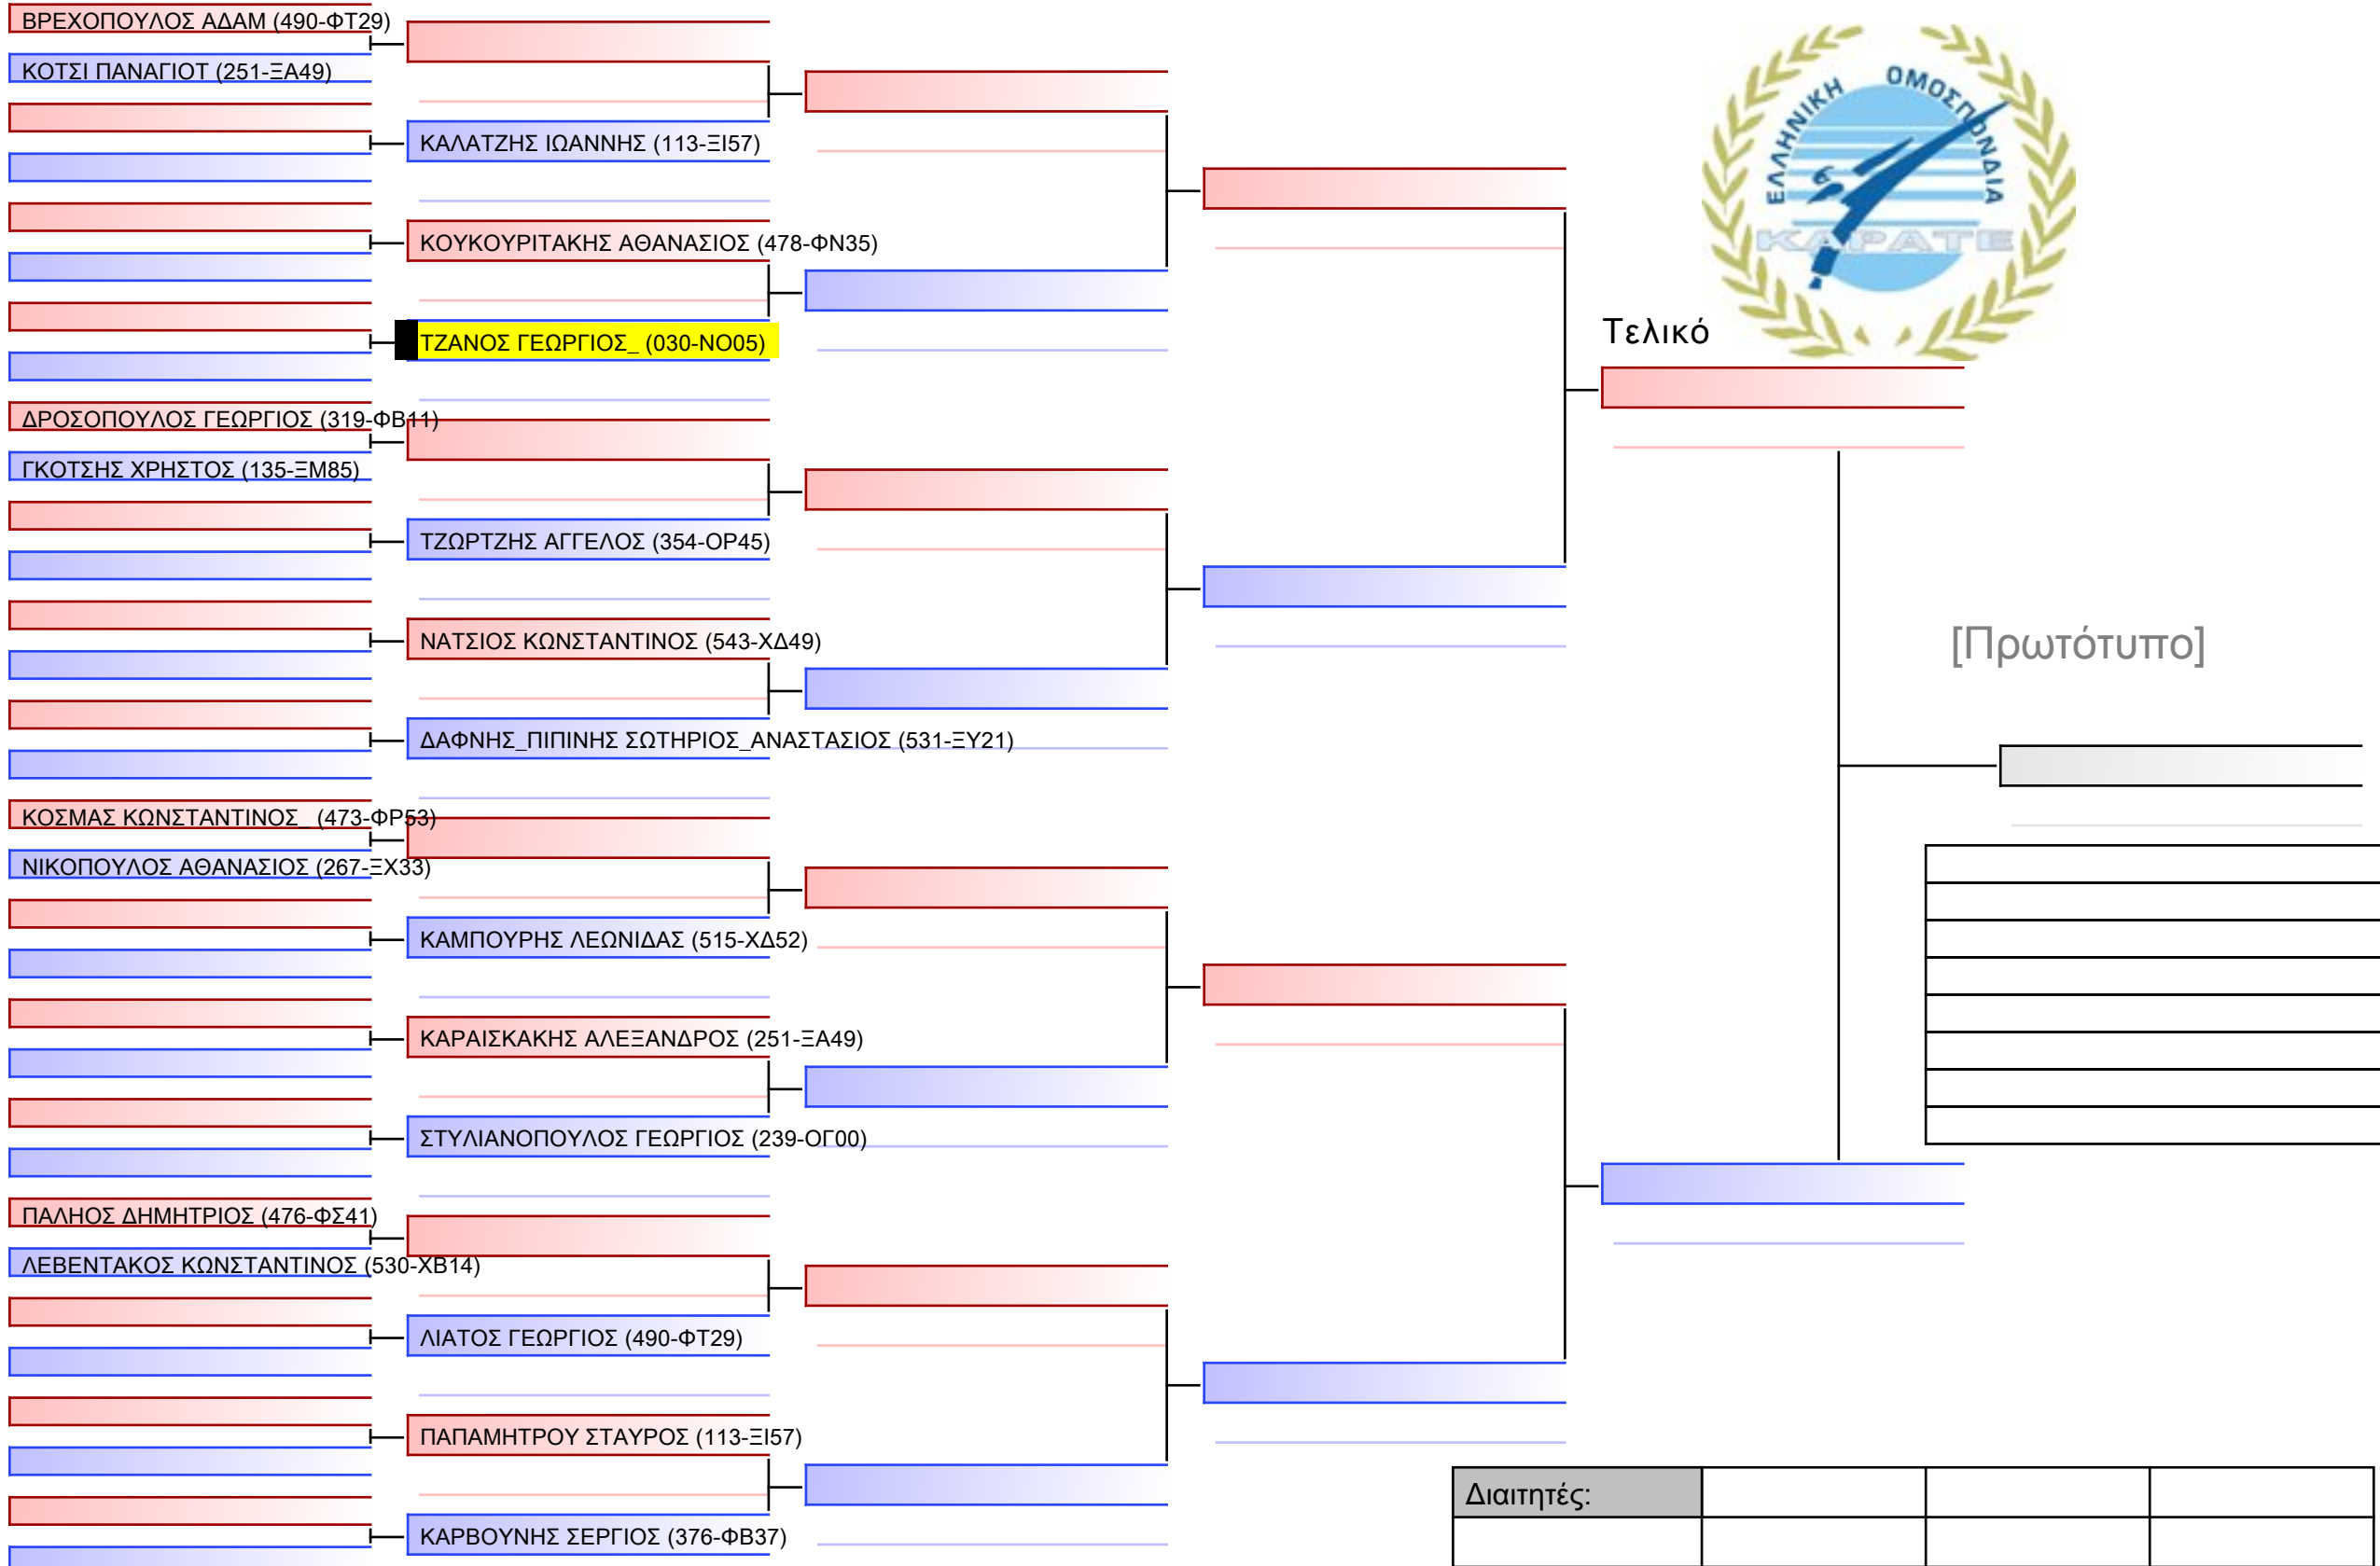 ΒΡΕΧΟΠΟΥΛΟΣ ΑΔΑΜ (490-ΦΤ29)
ΚΟΤΣΙ ΠΑΝΑΓΙΟΤ (251-ΞΑ49)
ΚΑΛΑΤΖΗΣ ΙΩΑΝΝΗΣ (113-ΞΙ57)
ΚΟΥΚΟΥΡΙΤΑΚΗΣ ΑΘΑΝΑΣΙΟΣ (478-ΦΝ35)
ΤΖΑΝΟΣ ΓΕΩΡΓΙΟΣ_ (030-ΝΟ05)
ΔΡΟΣΟΠΟΥΛΟΣ ΓΕΩΡΓΙΟΣ (319-ΦΒ11)
ΓΚΟΤΣΗΣ ΧΡΗΣΤΟΣ (135-ΞΜ85)
ΤΖΩΡΤΖΗΣ ΑΓΓΕΛΟΣ (354-ΟΡ45)
ΝΑΤΣΙΟΣ ΚΩΝΣΤΑΝΤΙΝΟΣ (543-ΧΔ49)
ΔΑΦΝΗΣ_ΠΙΠΙΝΗΣ ΣΩΤΗΡΙΟΣ_ΑΝΑΣΤΑΣΙΟΣ (531-ΞΥ21)
ΚΟΣΜΑΣ ΚΩΝΣΤΑΝΤΙΝΟΣ_ (473-ΦΡ53)
ΝΙΚΟΠΟΥΛΟΣ ΑΘΑΝΑΣΙΟΣ (267-ΞΧ33)
ΚΑΜΠΟΥΡΗΣ ΛΕΩΝΙΔΑΣ (515-ΧΔ52)
ΚΑΡΑΙΣΚΑΚΗΣ ΑΛΕΞΑΝΔΡΟΣ (251-ΞΑ49)
ΣΤΥΛΙΑΝΟΠΟΥΛΟΣ ΓΕΩΡΓΙΟΣ (239-ΟΓ00)
ΠΑΛΗΟΣ ΔΗΜΗΤΡΙΟΣ (476-ΦΣ41)
ΛΕΒΕΝΤΑΚΟΣ ΚΩΝΣΤΑΝΤΙΝΟΣ (530-ΧΒ14)
ΛΙΑΤΟΣ ΓΕΩΡΓΙΟΣ (490-ΦΤ29)
ΠΑΠΑΜΗΤΡΟΥ ΣΤΑΥΡΟΣ (113-ΞΙ57)
ΚΑΡΒΟΥΝΗΣ ΣΕΡΓΙΟΣ (376-ΦΒ37)
ΕΛΛΗΝΙΚΗ ΟΜΟΣΠΟΝΔΙΑ
ΚΑΡΑΤΕ
Τελικό
[Πρωτότυπο]
Διαιτητές: